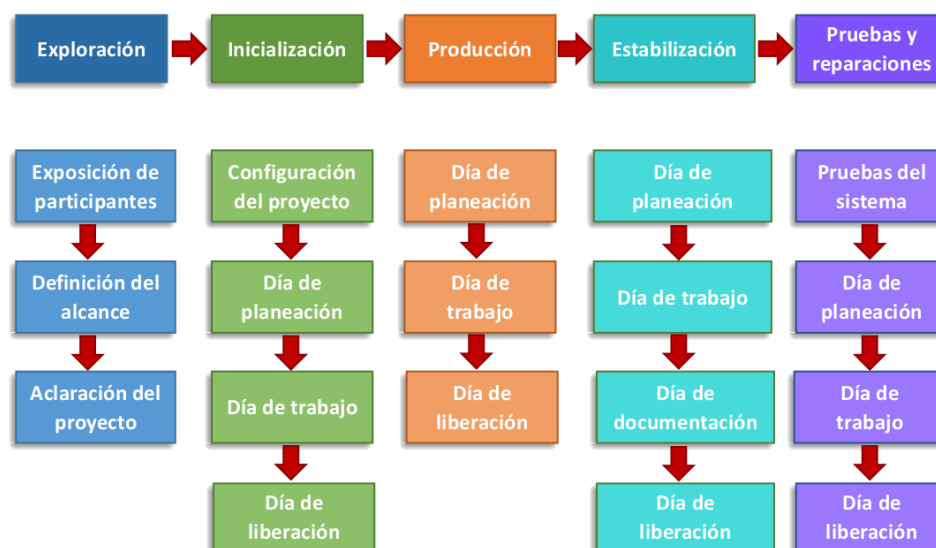 Exploración
Inicialización
Producción
Estabilización
Pruebas y
reparaciones
Exposición de
participantes
Definición del
alcance
Aclaración del
proyecto
Configuración
del proyecto
Día de
planeación
Día de trabajo
Día de
liberación
Día de
planeación
Día de
trabajo
Día de
liberación
Día de
planeación
Día de trabajo
Día de
documentación
Día de
liberación
Pruebas del
sistema
Día de
planeación
Día de
trabajo
Día de
liberación